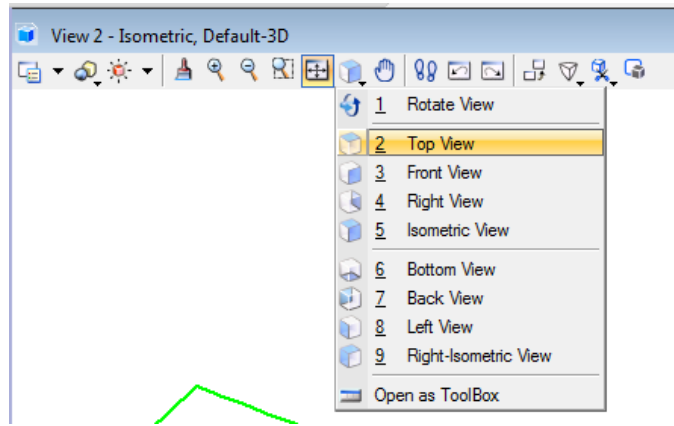 View 2 - Isometric, Default-3D
1 Rotate View
2 Top View
3 Front View
4 Right View
5 Isometric View
6 Bottom View
7 Back View
8 Left View
9 Right-Isometric View
Open as ToolBox